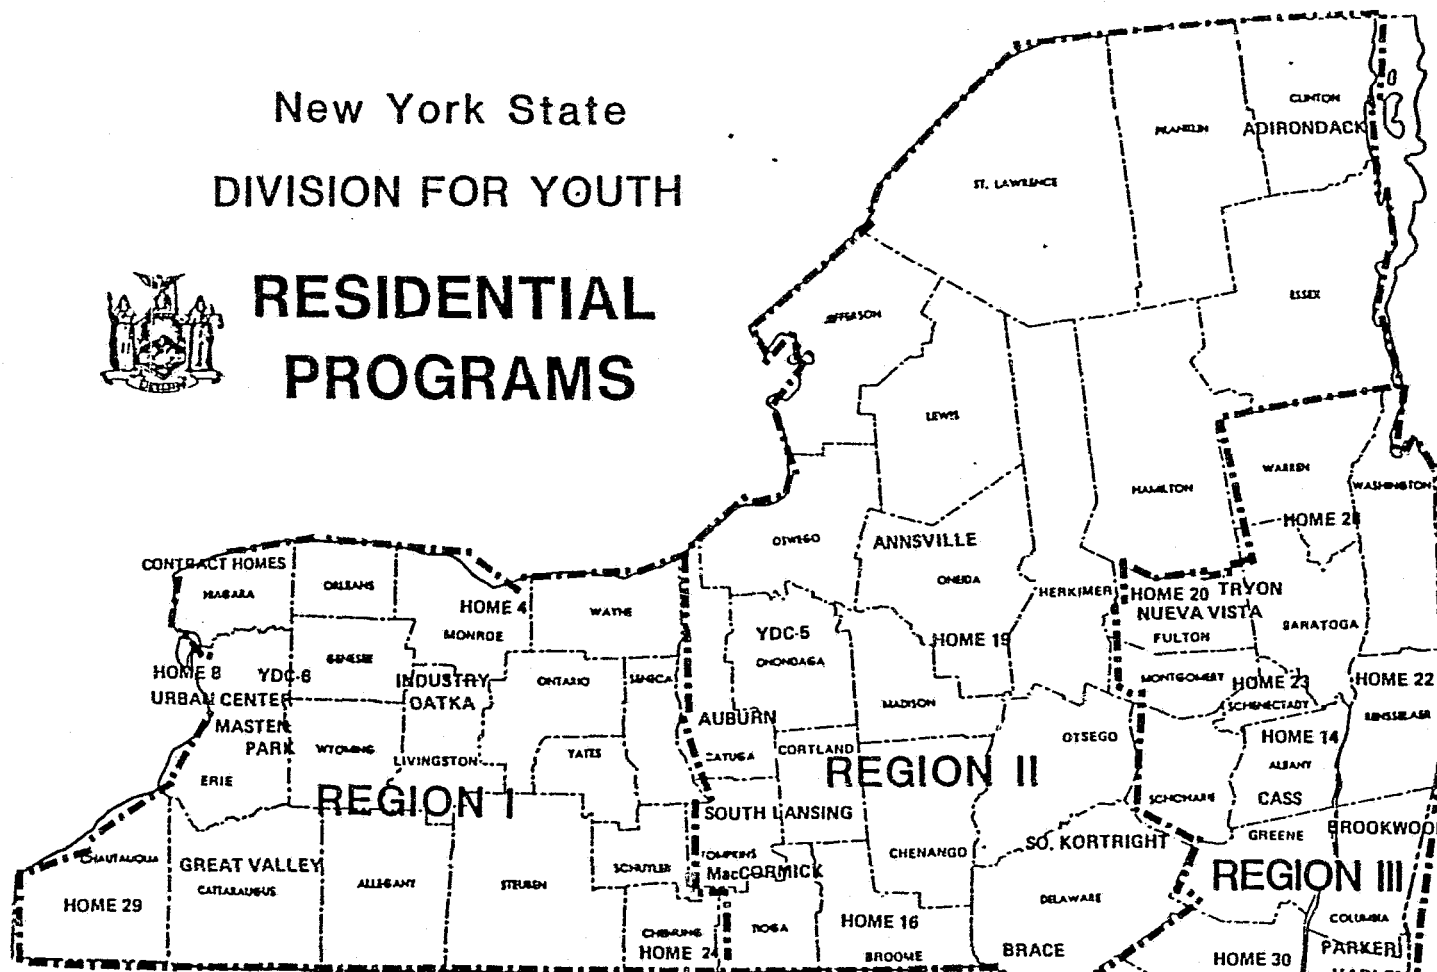 New York State
DIVISION FOR YOUTH
RESIDENTIAL
PROGRAMS
CLINTON
FRANKLIN
ADIRONDACK
ST. LAWRENCE
ESSEX
JEFFERSON
LEWIS
HAMILTON
WARREN
WASHINGTON
HOME 28
OSWEGO
ANNSVILLE
ONEIDA
HERKIMER
HOME 20
TRYON
NUEVA VISTA
FULTON
SARATOGA
CONTRACT HOMES
NIAGARA
ORLEANS
HOME 4
MONROE
WAYNE
YDC-5
ONONDAGA
HOME 19
HOME 8
YDC-6
GENESEE
INDUSTRY
OATKA
ONTARIO
SENECA
MONTGOMERY
HOME 23
SCHENECTADY
HOME 22
RENSSELAER
URBAN CENTER
MASTEN
PARK
WYOMING
LIVINGSTON
YATES
AUBURN
CAYUGA
CORTLAND
MADISON
OTSEGO
HOME 14
ALBANY
ERIE
REGION I
REGION II
SCHOHARIE
CASS
SOUTH LANSING
SO. KORTRIGHT
GREENE
BROOKWOO
CHAUTAUQUA
GREAT VALLEY
CATTARAUGUS
ALLEGANY
STEUBEN
SCHUYLER
TOMPKINS
MacCORMICK
CHENANGO
REGION III
HOME 29
DELAWARE
COLUMBIA
CHEMUNG
HOME 24
TIOGA
HOME 16
BROOME
BRACE
HOME 30
PARKER